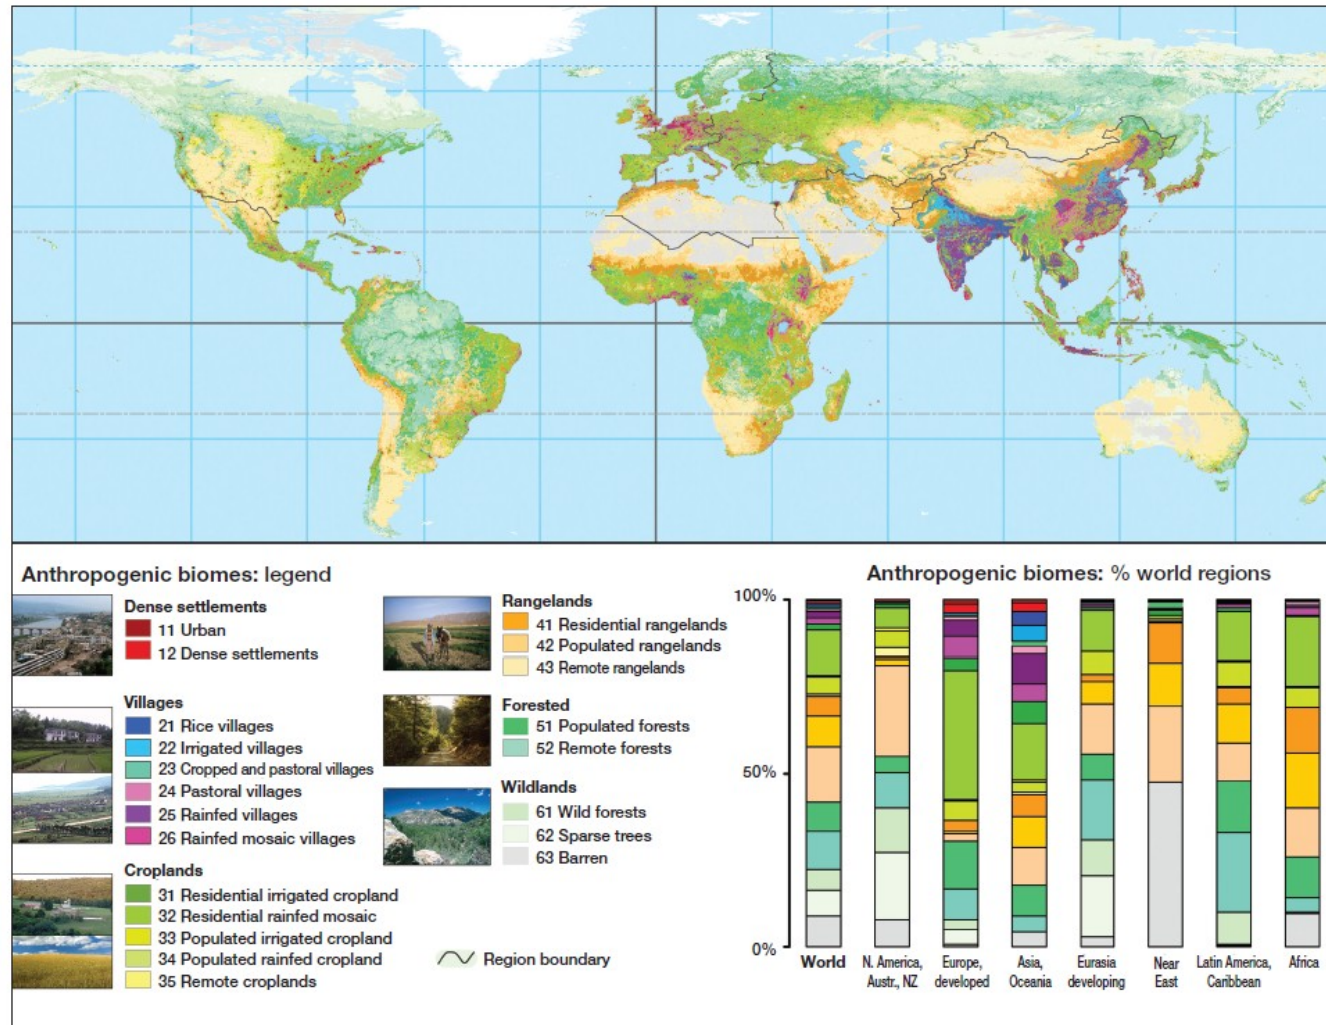 Anthropogenic biomes: legend
Dense settlements
11 Urban
12 Dense settlements
Villages
21 Rice villages
22 Irrigated villages
23 Cropped and pastoral villages
24 Pastoral villages
25 Rainfed villages
26 Rainfed mosaic villages
Croplands
31 Residential irrigated cropland
32 Residential rainfed mosaic
33 Populated irrigated cropland
34 Populated rainfed cropland
35 Remote croplands
Rangelands
41 Residential rangelands
42 Populated rangelands
43 Remote rangelands
Forested
51 Populated forests
52 Remote forests
Wildlands
61 Wild forests
62 Sparse trees
63 Barren
Region boundary
Anthropogenic biomes: % world regions
100%
50%
0%
World
N. America,
Austr., NZ
Europe,
developed
Asia,
Oceania
Eurasia
developing
Near
East
Latin America,
Caribbean
Africa